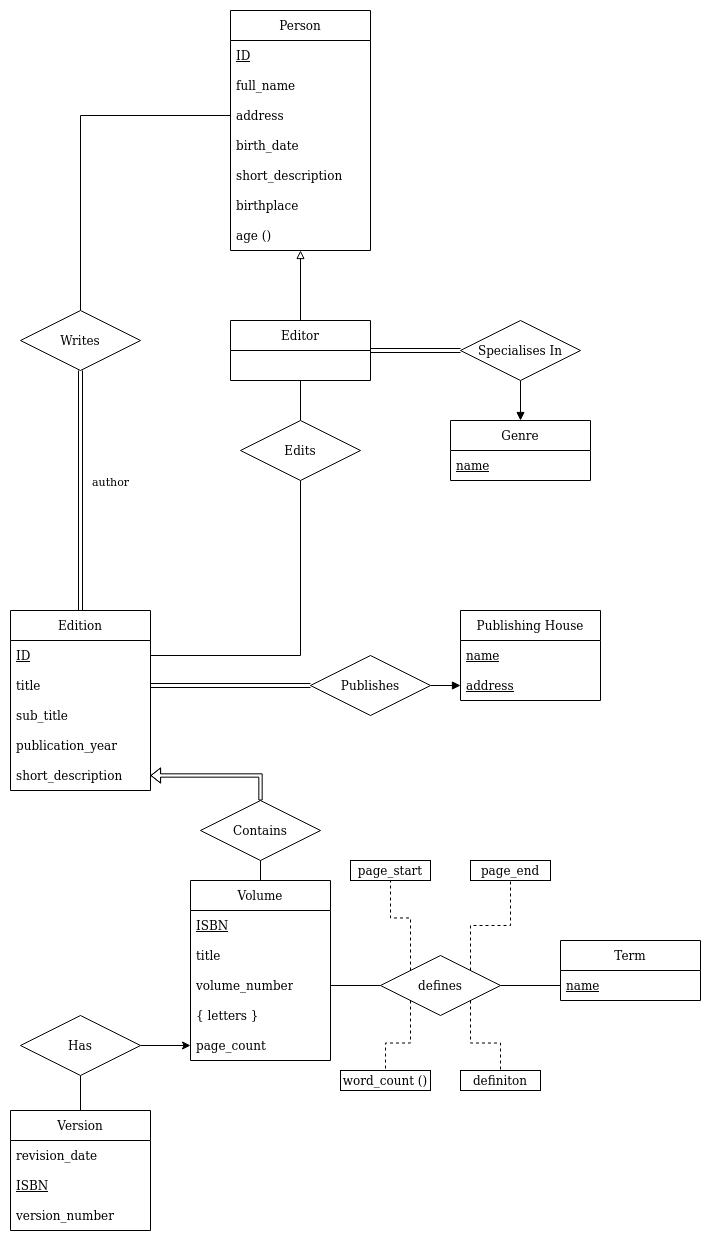 Person
ID
full_name
address
birth_date
short_description
birthplace
age ()
Writes
Editor
Specialises In
Genre
name
Edits
author
Edition
ID
title
sub_title
publication_year
short_description
Publishes
Publishing House
name
address
Contains
Volume
ISBN
title
volume_number
{ letters }
page_count
page_start
page_end
defines
word_count ()
definiton
Term
name
Has
Version
revision_date
ISBN
version_number